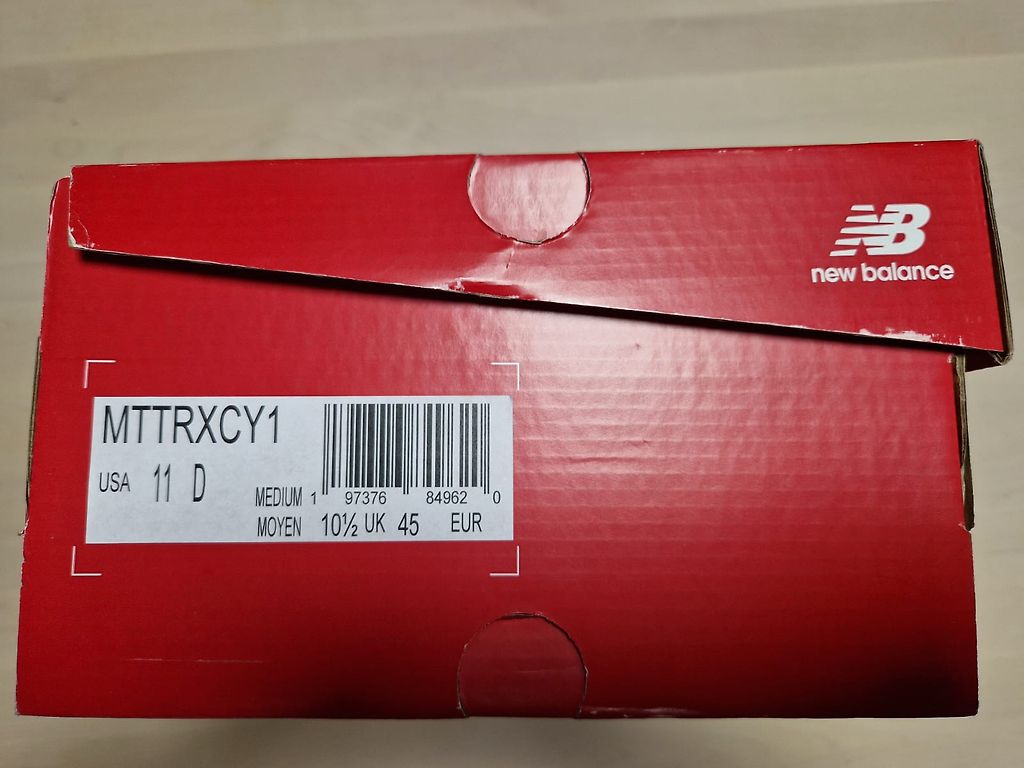 NB
new balance
MTTRXCY1
USA 11 D
MEDIUM 1 97376 84962 0
MOYEN 10½ UK 45 EUR